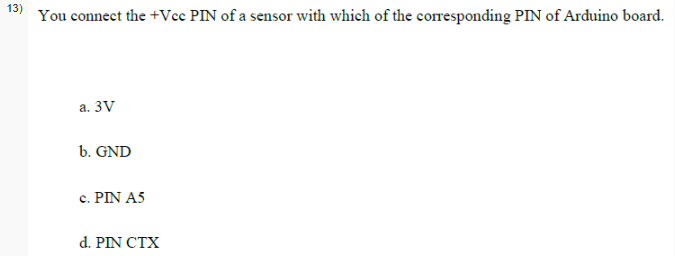 13) You connect the +Vcc PIN of a sensor with which of the corresponding PIN of Arduino board.
a. 3V
b. GND
c. PIN A5
d. PIN CTX